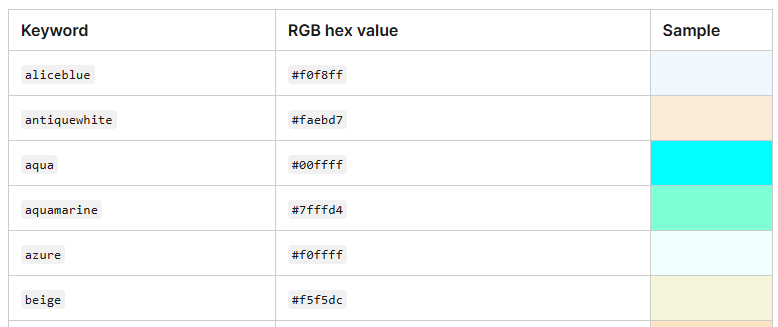 Keyword RGB hex value Sample
aliceblue #f0f8ff
antiquewhite #faebd7
aqua #00ffff
aquamarine #7fffd4
azure #f0ffff
beige #f5f5dc